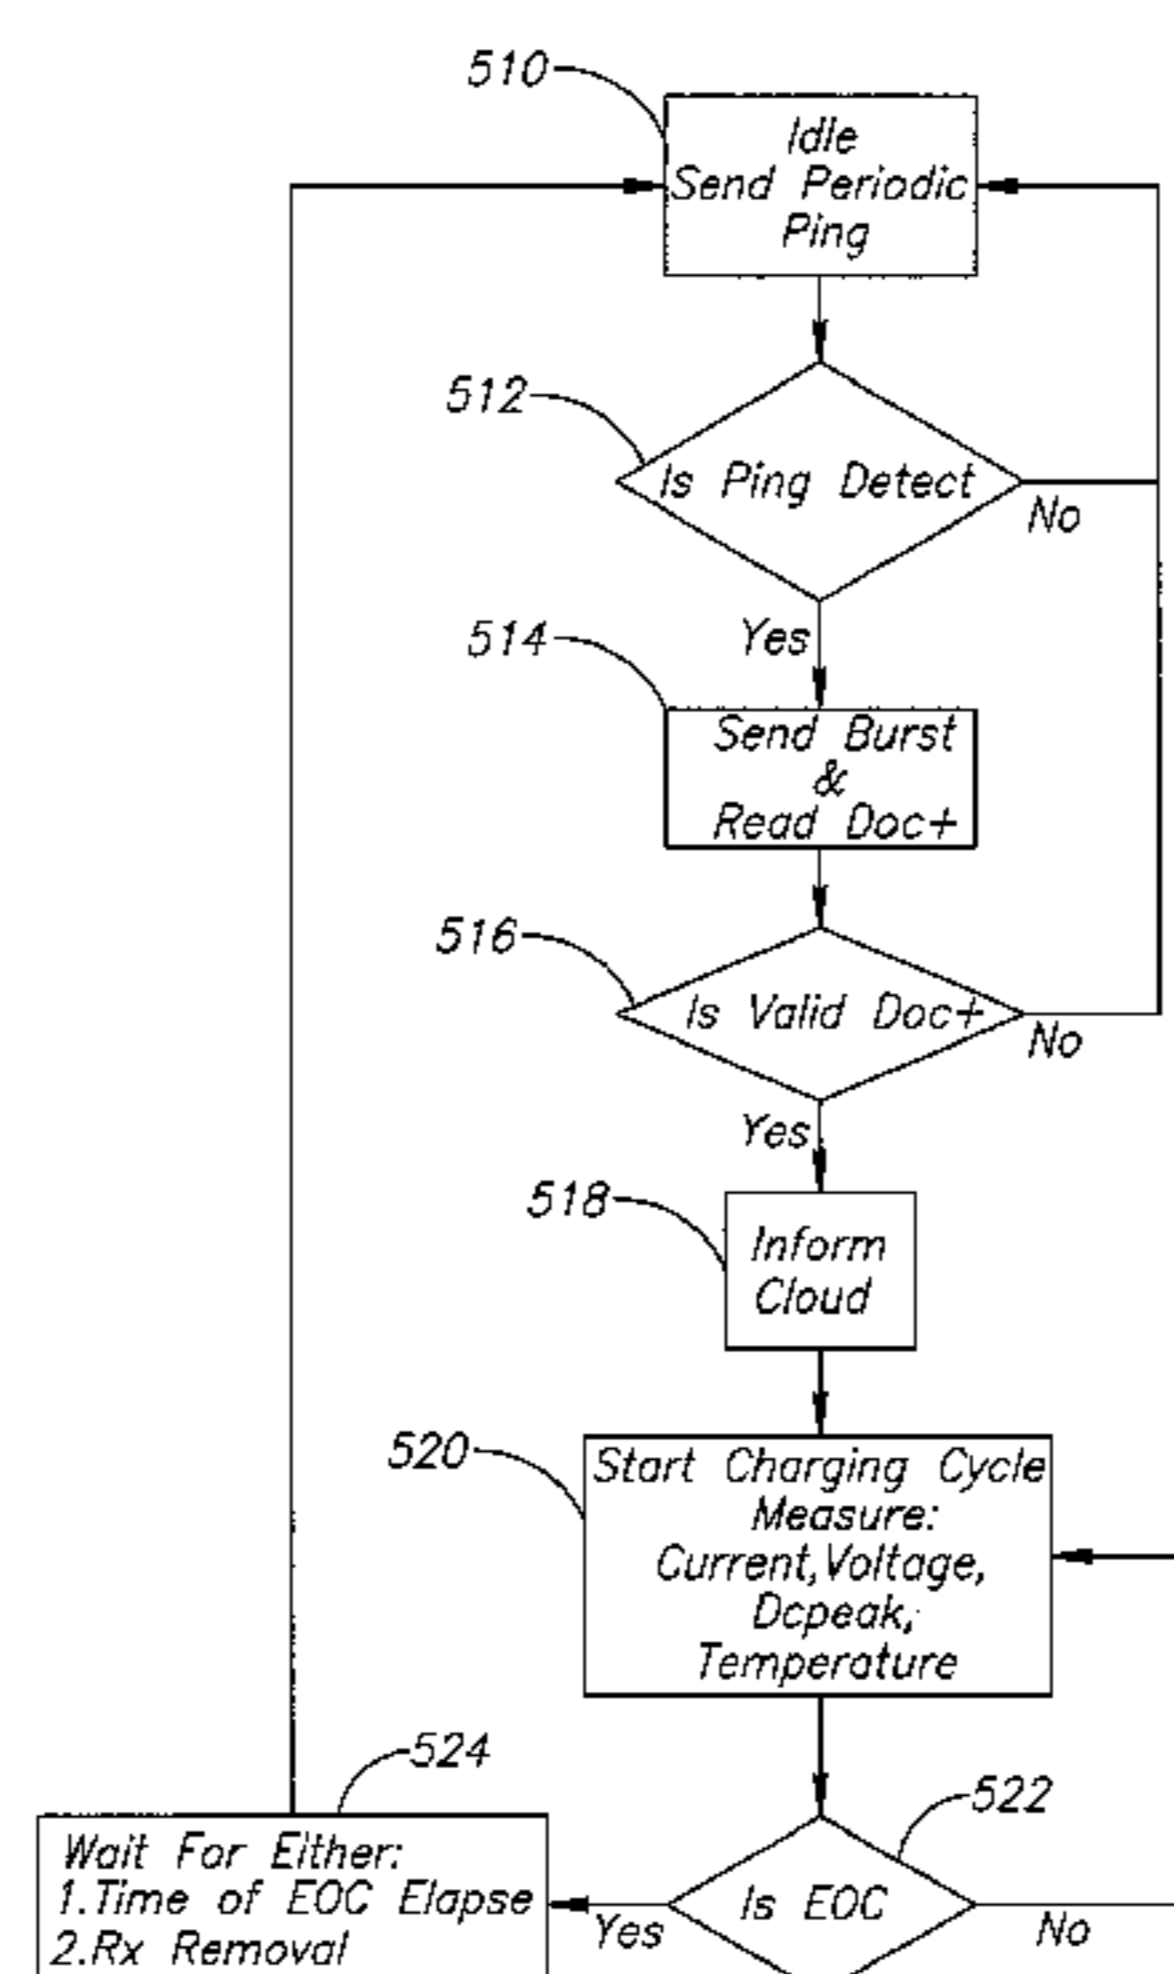 510
Idle
Send Periodic
Ping
512
Is Ping Detect
No
Yes
514
Send Burst
&
Read Doc+
516
Is Valid Doc+
No
Yes
518
Inform
Cloud
520
Start Charging Cycle
Measure:
Current,Voltage,
Dcpeak,
Temperature
524
522
Wait For Either:
1.Time of EOC Elapse
2.Rx Removal
Yes
Is EOC
No